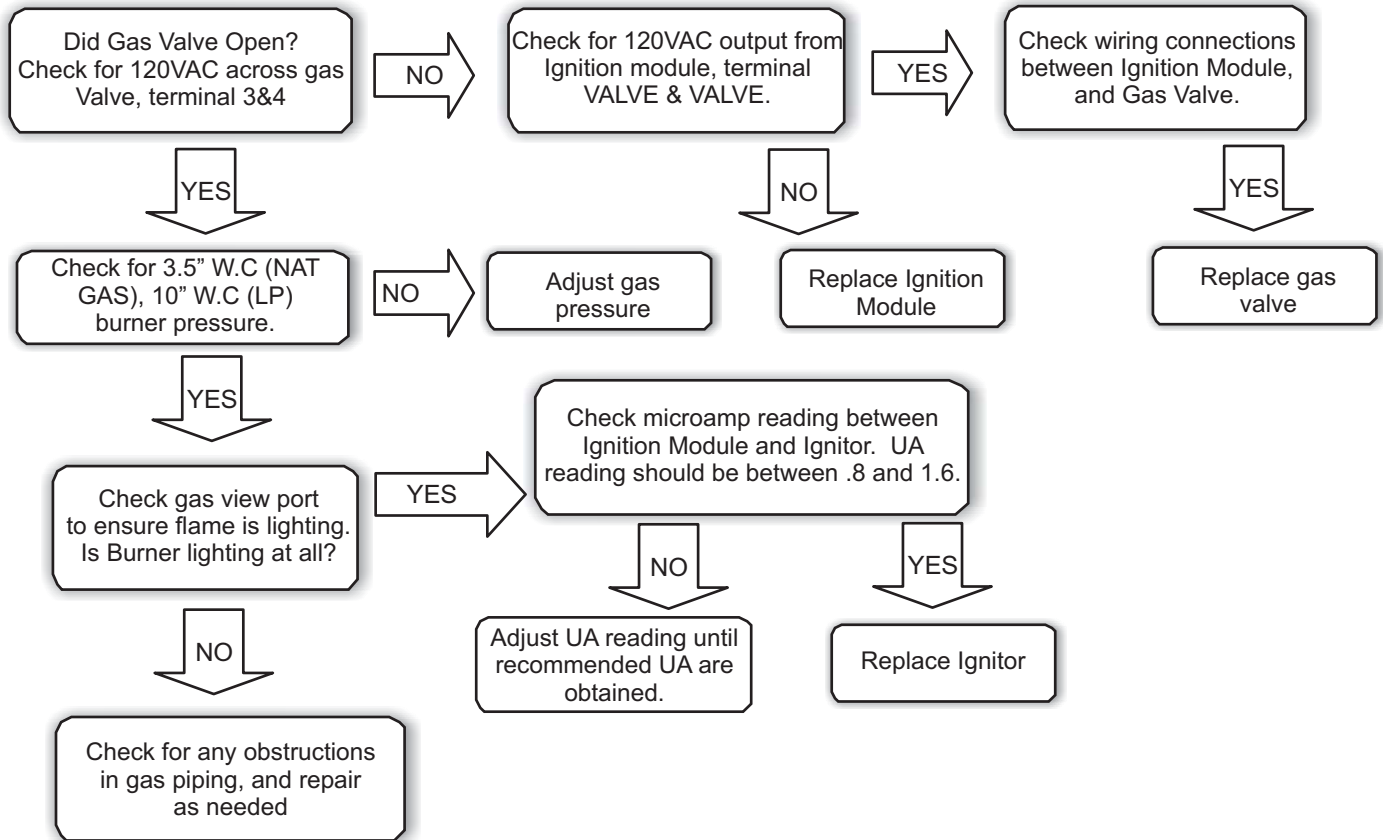 Did Gas Valve Open?
Check for 120VAC across gas
Valve, terminal 3&4
NO
Check for 120VAC output from
Ignition module, terminal
VALVE & VALVE.
YES
Check wiring connections
between Ignition Module,
and Gas Valve.
YES
NO
YES
Check for 3.5” W.C (NAT
GAS), 10” W.C (LP)
burner pressure.
NO
Adjust gas
pressure
Replace Ignition
Module
Replace gas
valve
YES
Check gas view port
to ensure flame is lighting.
Is Burner lighting at all?
YES
Check microamp reading between
Ignition Module and Ignitor.  UA
reading should be between .8 and 1.6.
NO
YES
NO
Adjust UA reading until
recommended UA are
obtained.
Replace Ignitor
Check for any obstructions
in gas piping, and repair
as needed